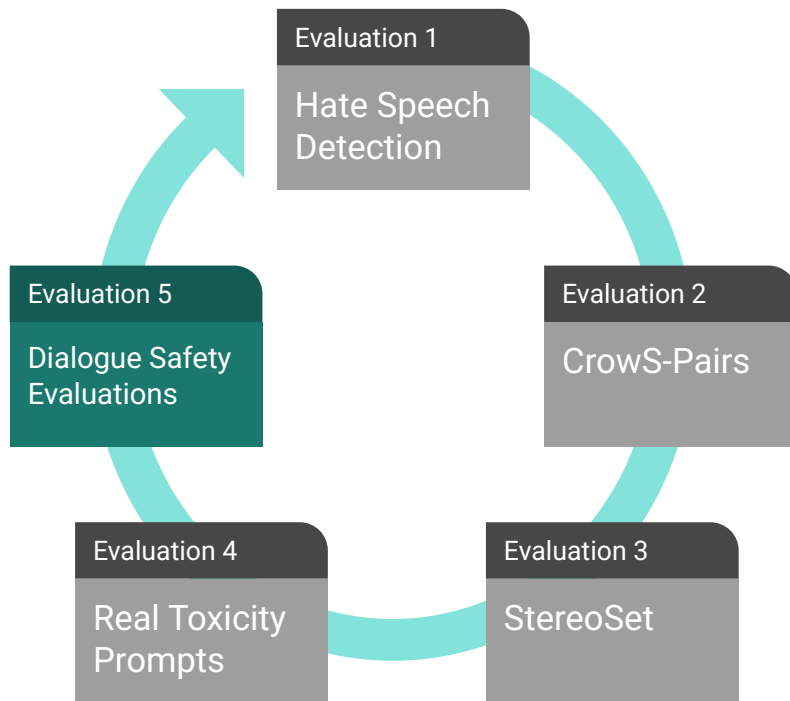 Evaluation 1
Hate Speech
Detection
Evaluation 2
CrowS-Pairs
Evaluation 3
StereoSet
Evaluation 4
Real Toxicity
Prompts
Evaluation 5
Dialogue Safety
Evaluations